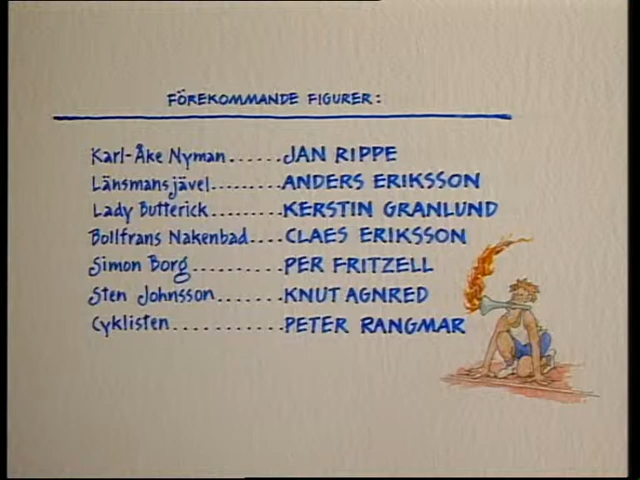 FÖREKOMMANDE FIGURER:
Karl-Åke Nyman......JAN RIPPE
Länsmansjävel.........ANDERS ERIKSSON
Lady Butterick.........KERSTIN GRANLUND
Bollfrans Nakenbad....CLAES ERIKSSON
Simon Borg...........PER FRITZELL
Sten Johnsson.......KNUT AGNRED
Cyklisten...........PETER RANGMAR